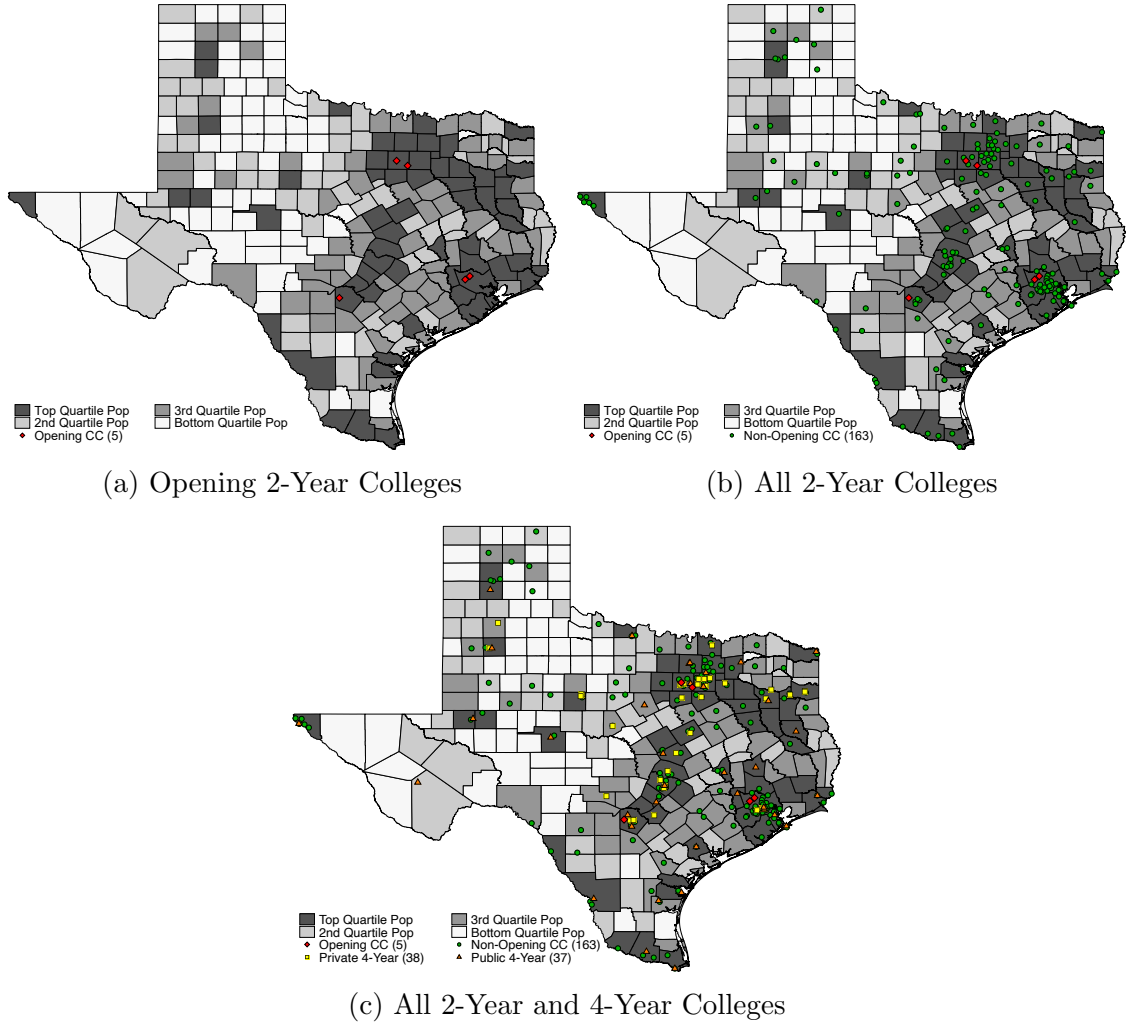 Top Quartile Pop 3rd Quartile Pop
2nd Quartile Pop Bottom Quartile Pop
Opening CC (5)
(a) Opening 2-Year Colleges
Top Quartile Pop 3rd Quartile Pop
2nd Quartile Pop Bottom Quartile Pop
Opening CC (5) Non-Opening CC (163)
(b) All 2-Year Colleges
Top Quartile Pop 3rd Quartile Pop
2nd Quartile Pop Bottom Quartile Pop
Opening CC (5) Non-Opening CC (163)
Private 4-Year (38) Public 4-Year (37)
(c) All 2-Year and 4-Year Colleges